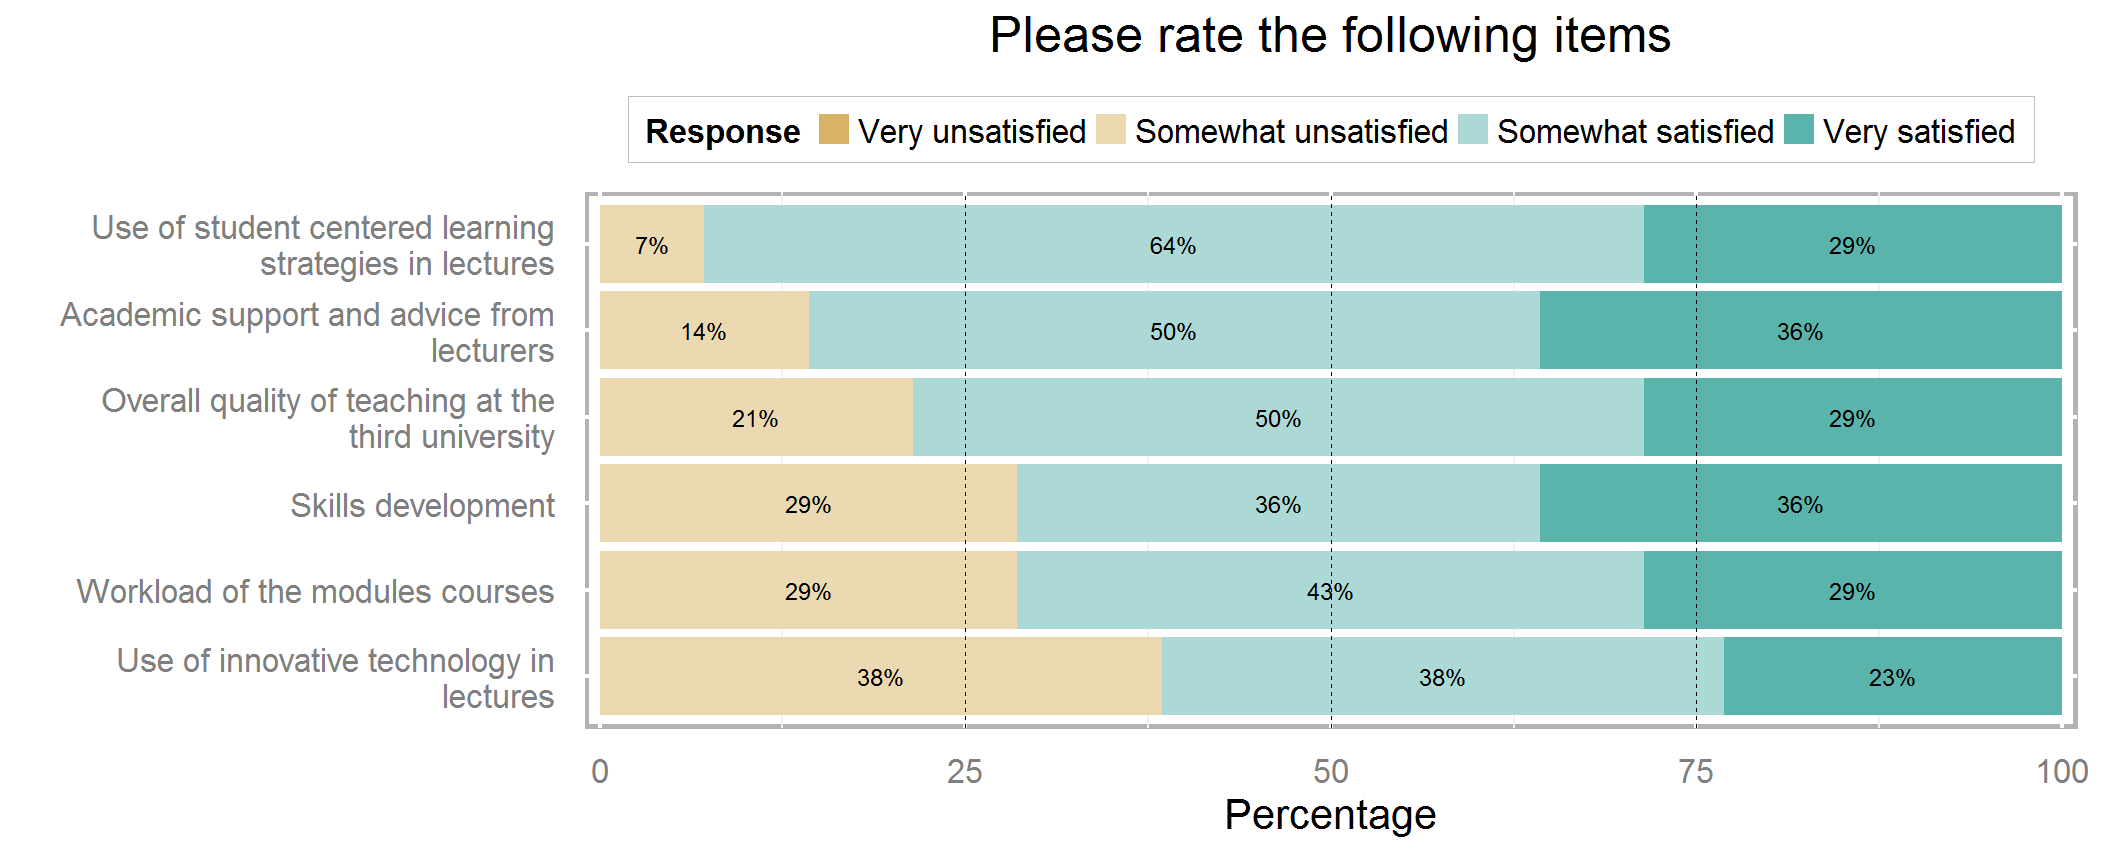 Please rate the following items
Response Very unsatisfied Somewhat unsatisfied Somewhat satisfied Very satisfied
Use of student centered learning
strategies in lectures
7% 64% 29%
Academic support and advice from
lecturers
14% 50% 36%
Overall quality of teaching at the
third university
21% 50% 29%
Skills development
29% 36% 36%
Workload of the modules courses
29% 43% 29%
Use of innovative technology in
lectures
38% 38% 23%
0 25 50 75 100
Percentage